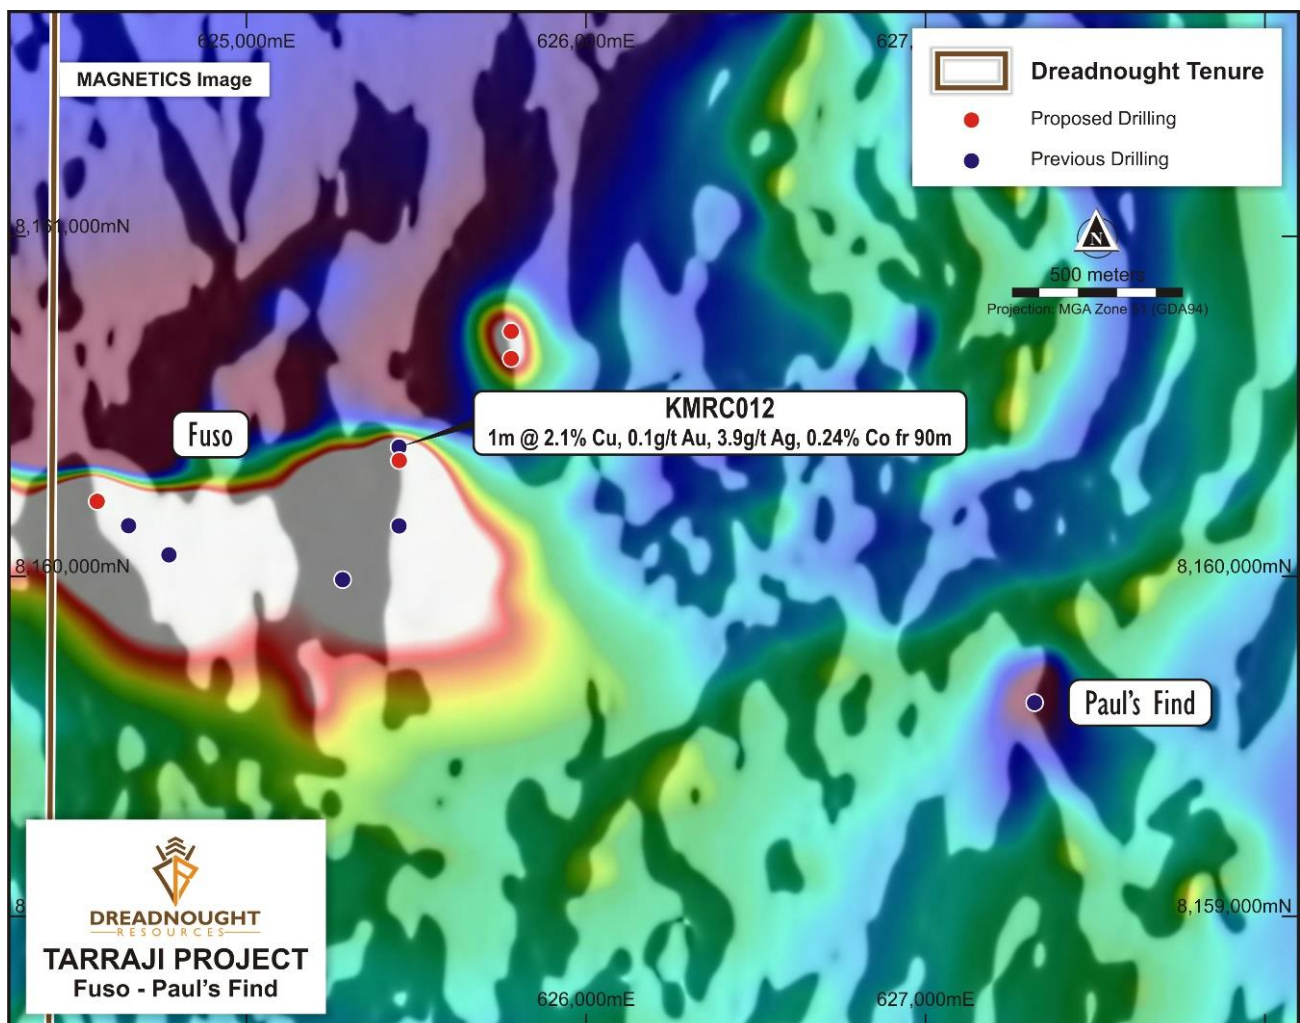 625,000mE
626,000mE
627,
MAGNETICS Image
Dreadnought Tenure
Proposed Drilling
Previous Drilling
8,161,000mN
N
500 meters
Projection: MGA Zone 51 (GDA94)
KMRC012
1m @ 2.1% Cu, 0.1g/t Au, 3.9g/t Ag, 0.24% Co fr 90m
Fuso
8,160,000mN
8,160,000mN
Paul's Find
8
8,159,000mN
DREADNOUGHT
RESOURCES
TARRAJI PROJECT
Fuso - Paul's Find
626,000mE
627,000mE